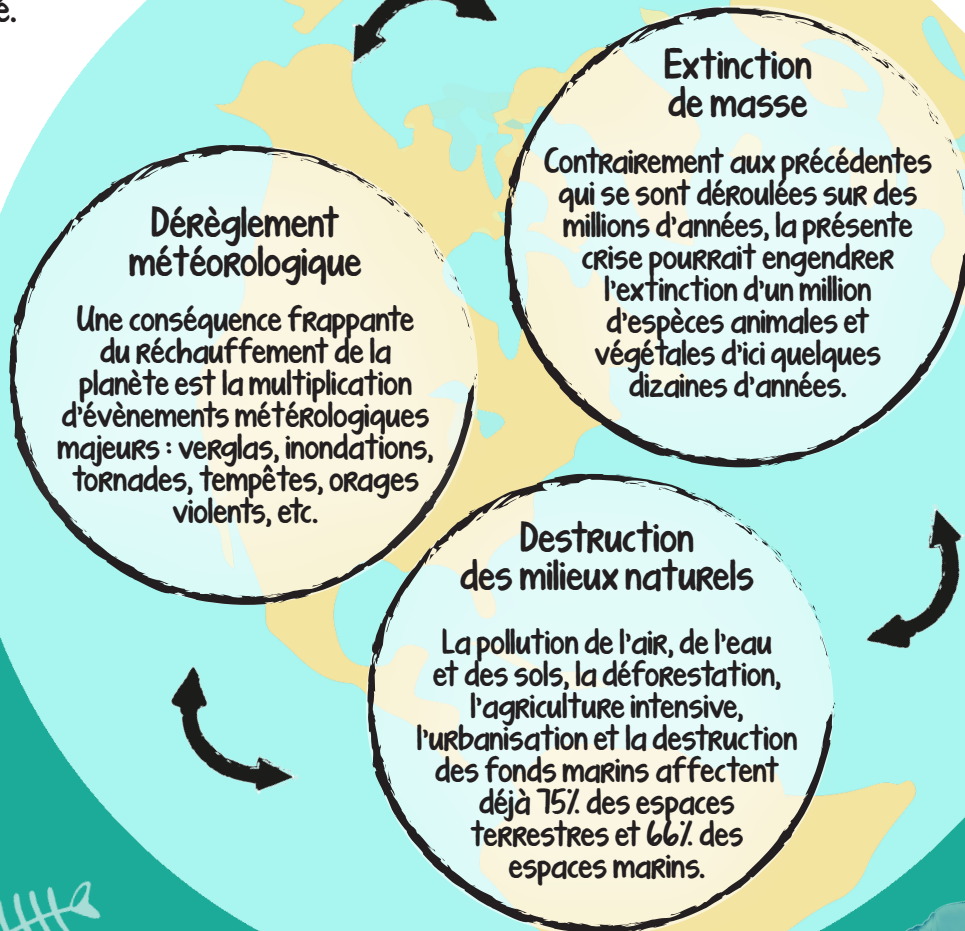 é.
Extinction
de masse
Contrairement aux précédentes
qui se sont déroulées sur des
millions d'années, la présente
crise pourrait engendrer
l'extinction d'un million
d'espèces animales et
végétales d'ici quelques
dizaines d'années.
Dérèglement
météorologique
Une conséquence frappante
du réchauffement de la
planète est la multiplication
d'évènements métérologiques
majeurs : verglas, inondations,
tornades, tempêtes, orages
violents, etc.
Destruction
des milieux naturels
La pollution de l'air, de l'eau
et des sols, la déforestation,
l'agriculture intensive,
l'urbanisation et la destruction
des fonds marins affectent
déjà 75% des espaces
terrestres et 66% des
espaces marins.